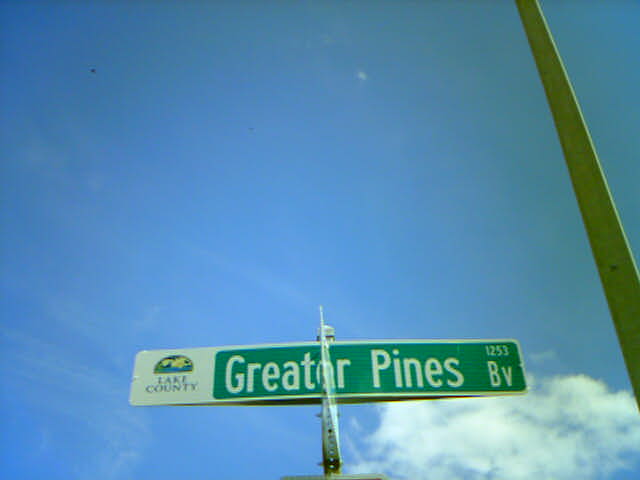 LAKE
COUNTY
Greater Pines
1253
Bv